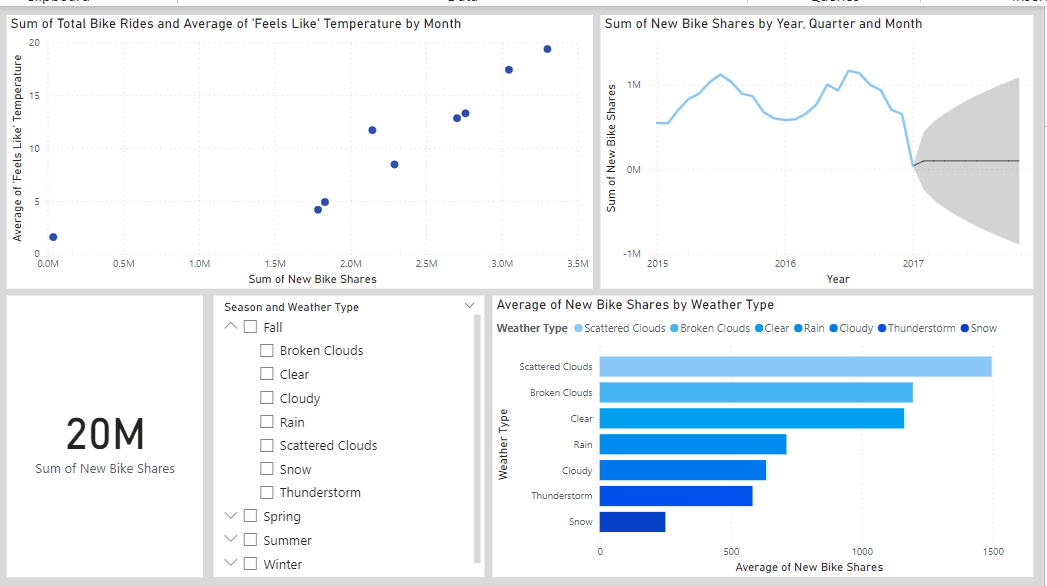 Sum of Total Bike Rides and Average of 'Feels Like' Temperature by Month
Average of 'Feels Like' Temperature
20
15
10
5
0
0.0M 0.5M 1.0M 1.5M 2.0M 2.5M 3.0M 3.5M
Sum of New Bike Shares
Sum of New Bike Shares by Year, Quarter and Month
Sum of New Bike Shares
1M
0M
-1M
2015 2016 2017
Year
20M
Sum of New Bike Shares
Season and Weather Type
Fall
Broken Clouds
Clear
Cloudy
Rain
Scattered Clouds
Snow
Thunderstorm
Spring
Summer
Winter
Average of New Bike Shares by Weather Type
Weather Type Scattered Clouds Broken Clouds Clear Rain Cloudy Thunderstorm Snow
Weather Type
Scattered Clouds
Broken Clouds
Clear
Rain
Cloudy
Thunderstorm
Snow
0 500 1000 1500
Average of New Bike Shares